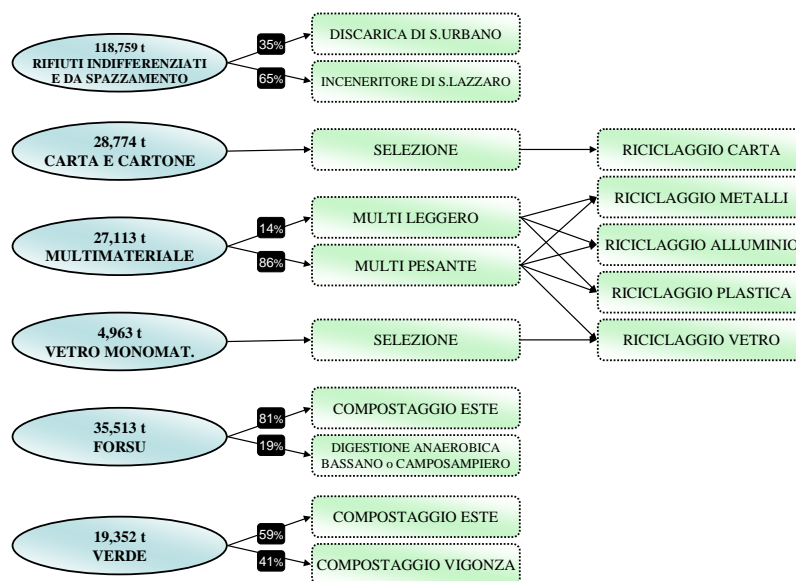 118,759 t
RIFIUTI INDIFFERENZIATI
E DA SPAZZAMENTO
35%
65%
DISCARICA DI S.URBANO
INCENERITORE DI S.LAZZARO
28,774 t
CARTA E CARTONE
SELEZIONE
RICICLAGGIO CARTA
27,113 t
MULTIMATERIALE
14%
86%
MULTI LEGGERO
MULTI PESANTE
RICICLAGGIO METALLI
RICICLAGGIO ALLUMINIO
RICICLAGGIO PLASTICA
RICICLAGGIO VETRO
4,963 t
VETRO MONOMAT.
SELEZIONE
35,513 t
FORSU
81%
19%
COMPOSTAGGIO ESTE
DIGESTIONE ANAEROBICA
BASSANO o CAMPOSAMPIERO
19,352 t
VERDE
59%
41%
COMPOSTAGGIO ESTE
COMPOSTAGGIO VIGONZA